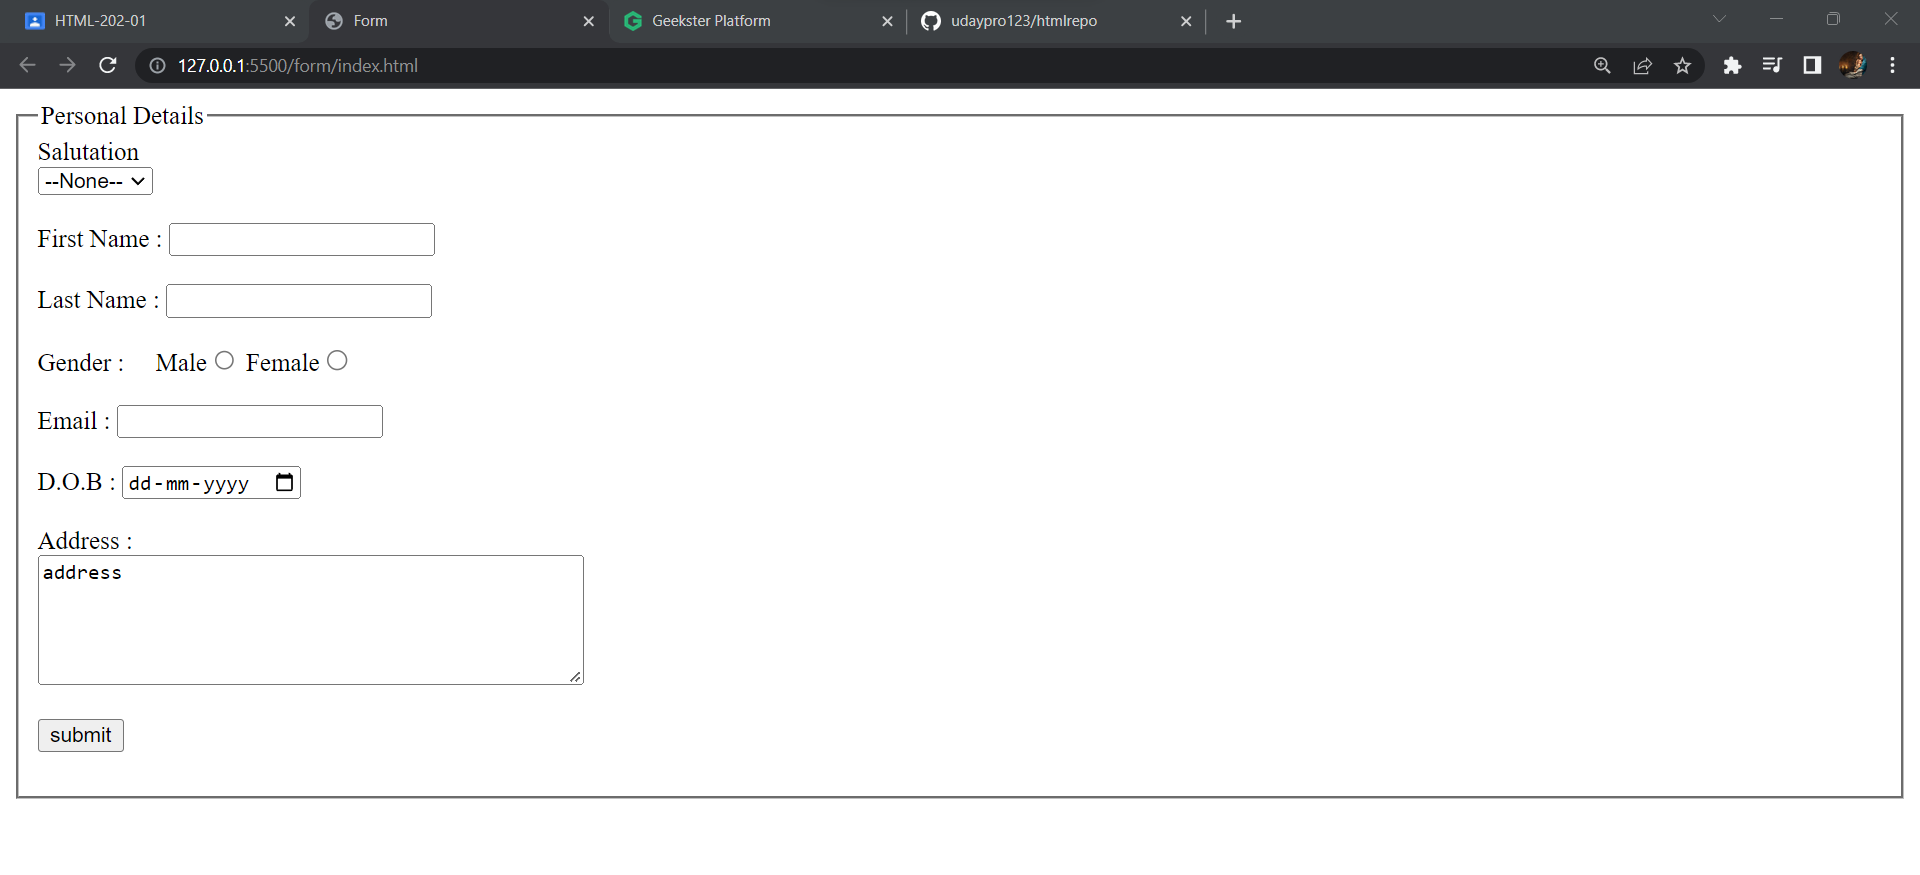 HTML-202-01
Form
Geekster Platform
udaypro123/htmlrepo
127.0.0.1:5500/form/index.html
Personal Details
Salutation
--None--
First Name :
Last Name :
Gender : Male Female
Email :
D.O.B : dd-mm-yyyy
Address :
address
submit